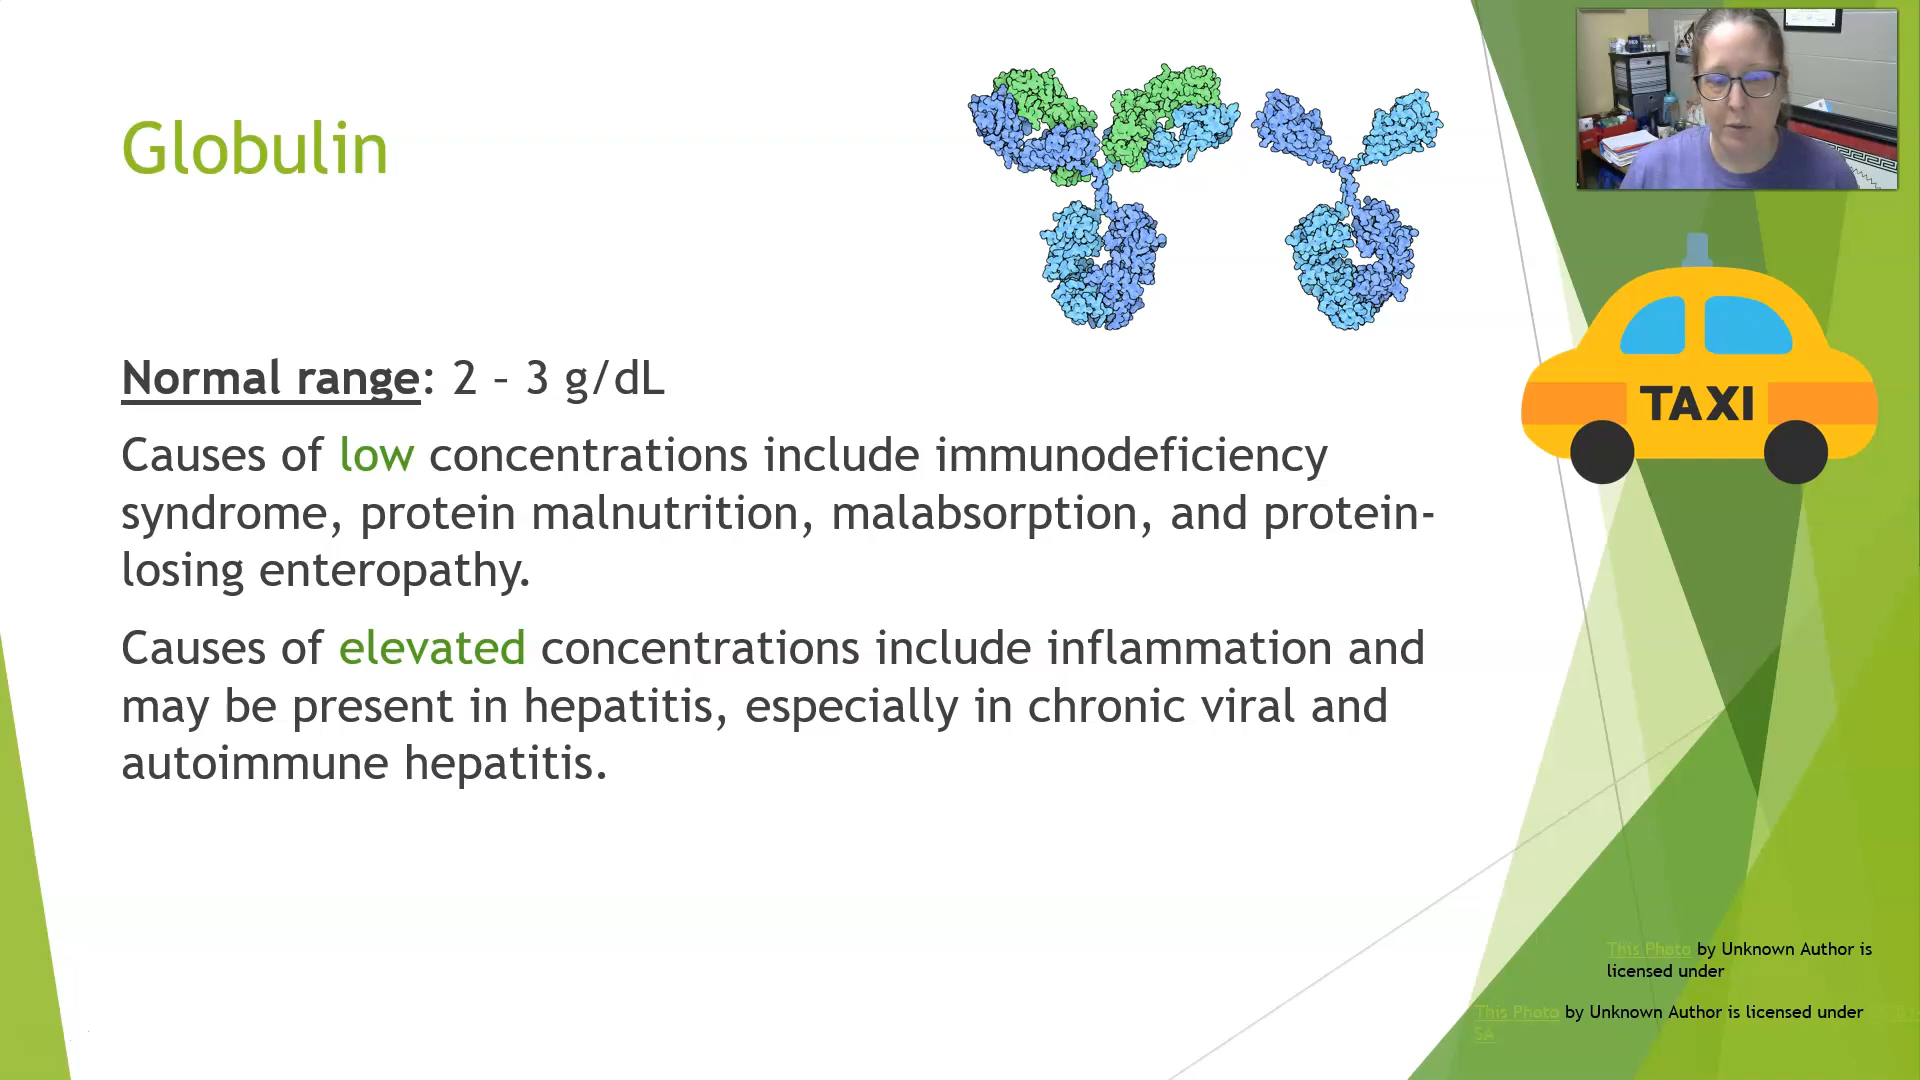 Globulin
Normal range: 2 – 3 g/dL
Causes of low concentrations include immunodeficiency
syndrome, protein malnutrition, malabsorption, and protein-
losing enteropathy.
Causes of elevated concentrations include inflammation and
may be present in hepatitis, especially in chronic viral and
autoimmune hepatitis.
TAXI
This Photo by Unknown Author is
licensed under
This Photo by Unknown Author is licensed under
SA